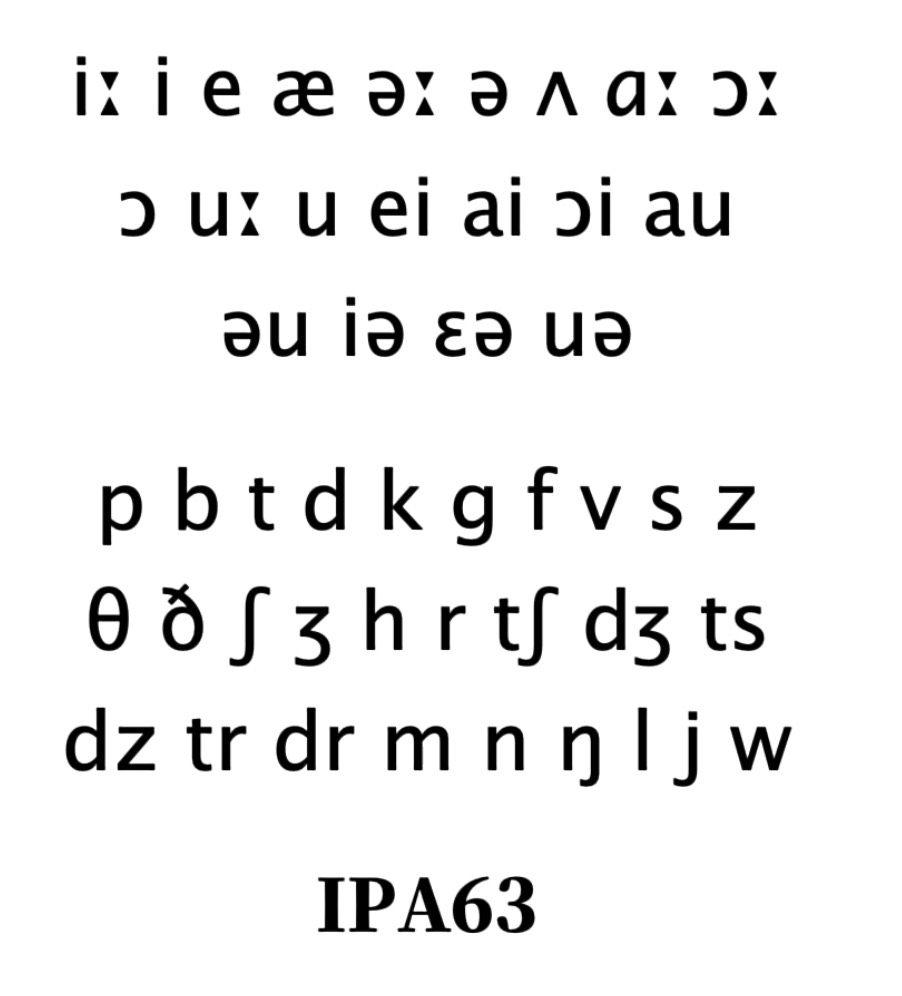 iː i e æ əː ə ʌ ɑː ɔː
ɔ uː u ei ai ɔi au
əu iə ɛə uə
p b t d k g f v s z
θ ð ʃ ʒ h r tʃ dʒ ts
dz tr dr m n ŋ l j w
IPA63